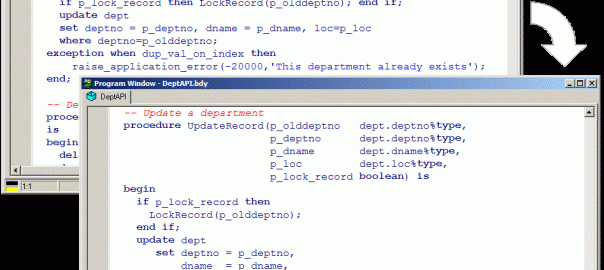 if p_lock_record then LockRecord(p_olddeptno); end if;
update dept
set deptno = p_deptno, dname = p_dname, loc=p_loc
where deptno=p_olddeptno;
exception when dup_val_on_index then
raise_application_error(-20000,'This department already exists');
end;
-- De
proce
is
begin
del
1:1
Program Window - DeptAPI.bdy
DeptAPI
-- Update a department
procedure UpdateRecord(p_olddeptno dept.deptno%type,
p_deptno dept.deptno%type,
p_dname dept.dname%type,
p_loc dept.loc%type,
p_lock_record boolean) is
begin
if p_lock_record then
LockRecord(p_olddeptno);
end if;
update dept
set deptno = p_deptno,
dname = p_dname,